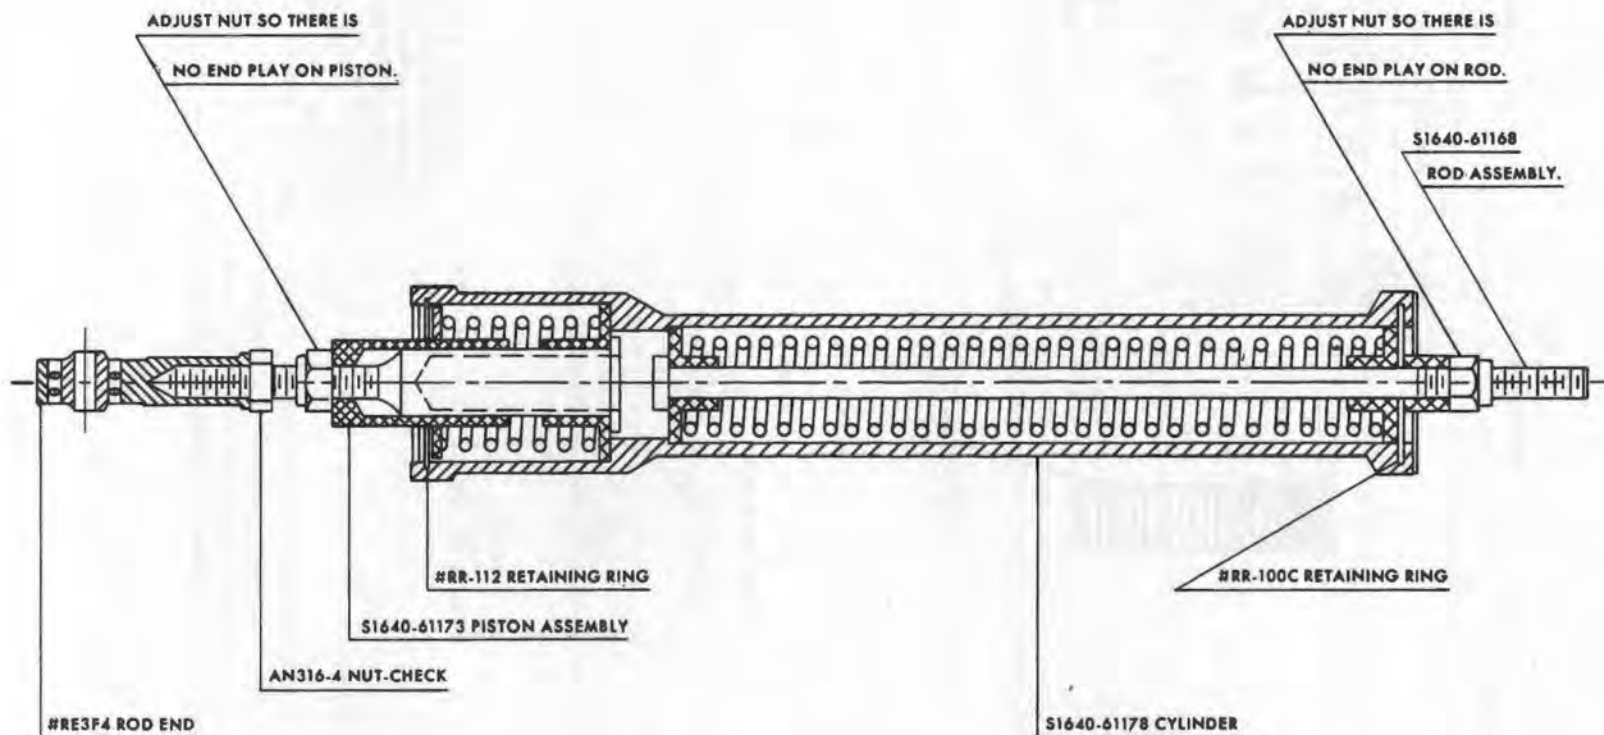 ADJUST NUT SO THERE IS
NO END PLAY ON PISTON.
ADJUST NUT SO THERE IS
NO END PLAY ON ROD.
S1640-61168
ROD ASSEMBLY.
#RR-112 RETAINING RING
#RR-100C RETAINING RING
S1640-61173 PISTON ASSEMBLY
AN316-4 NUT-CHECK
#RE3F4 ROD END
S1640-61178 CYLINDER